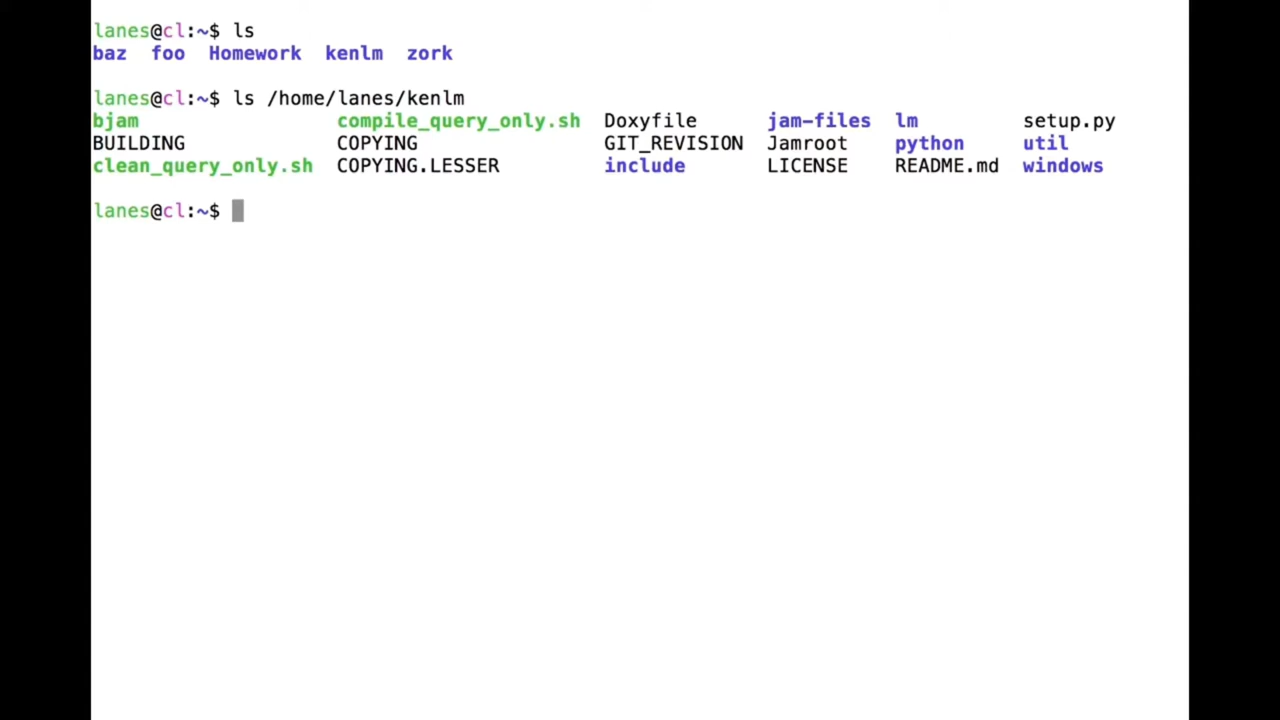 lanes@cl:~$ ls
baz foo Homework kenlm zork
lanes@cl:~$ ls /home/lanes/kenlm
bjam compile_query_only.sh Doxyfile jam-files lm setup.py
BUILDING COPYING GIT_REVISION Jamroot python util
clean_query_only.sh COPYING.LESSER include LICENSE README.md windows
lanes@cl:~$